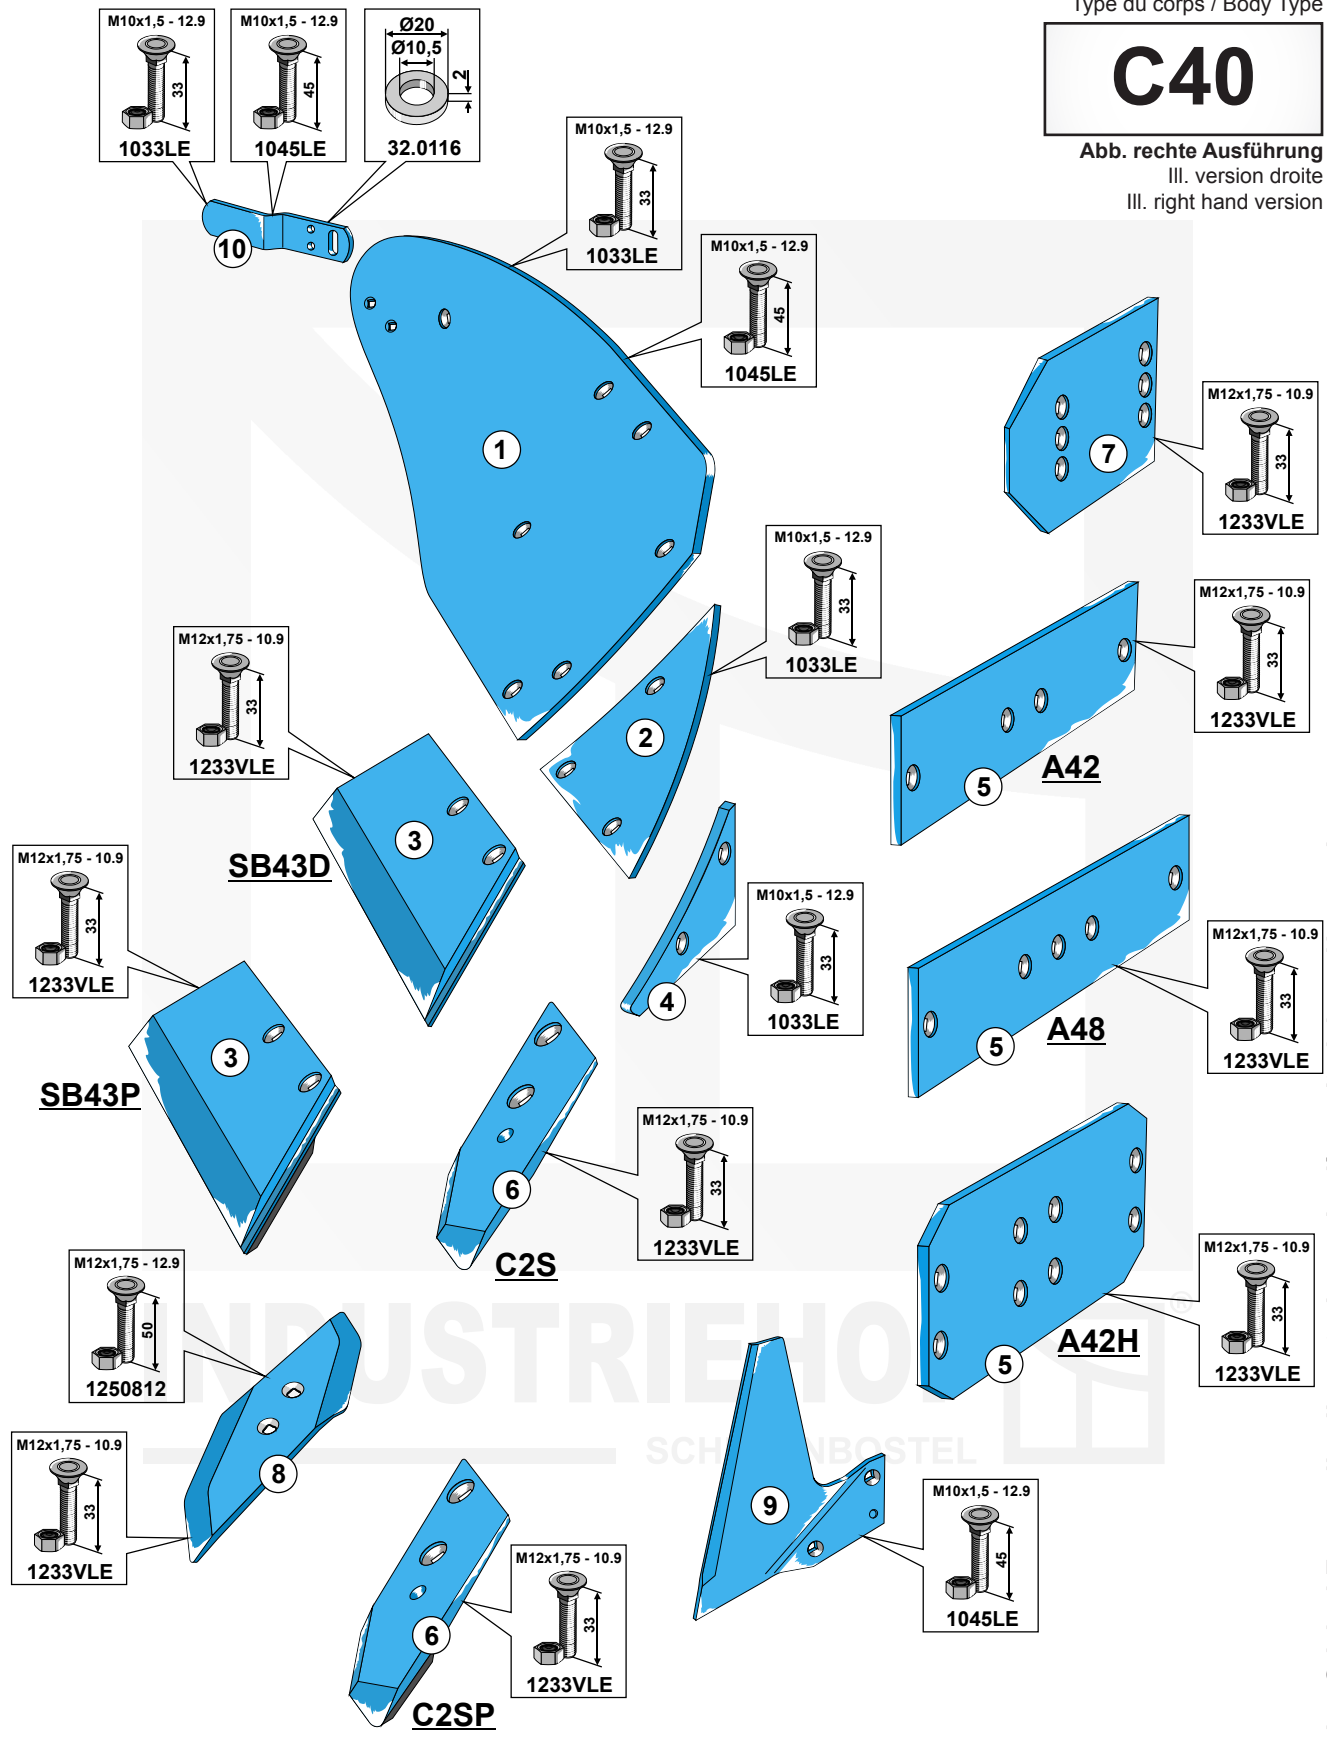 Type du corps / Body Type
C40
Abb. rechte Ausführung
Ill. version droite
Ill. right hand version
M10x1,5 - 12.9
33
1033LE
M10x1,5 - 12.9
45
1045LE
Ø20
Ø10,5
2
32.0116
10
M10x1,5 - 12.9
33
1033LE
M10x1,5 - 12.9
45
1045LE
1
7
M12x1,75 - 10.9
33
1233VLE
M10x1,5 - 12.9
33
1033LE
2
M12x1,75 - 10.9
33
1233VLE
5
A42
M12x1,75 - 10.9
33
1233VLE
3
SB43D
M12x1,75 - 10.9
33
1233VLE
3
SB43P
M10x1,5 - 12.9
33
1033LE
4
M12x1,75 - 10.9
33
1233VLE
5
A48
M12x1,75 - 10.9
33
1233VLE
6
C2S
M12x1,75 - 10.9
33
1233VLE
5
A42H
M12x1,75 - 12.9
50
1250812
8
M12x1,75 - 10.9
33
1233VLE
M12x1,75 - 10.9
33
1233VLE
6
C2SP
9
M10x1,5 - 12.9
45
1045LE
INDUSTRIEHO
®
SCH NBOSTEL